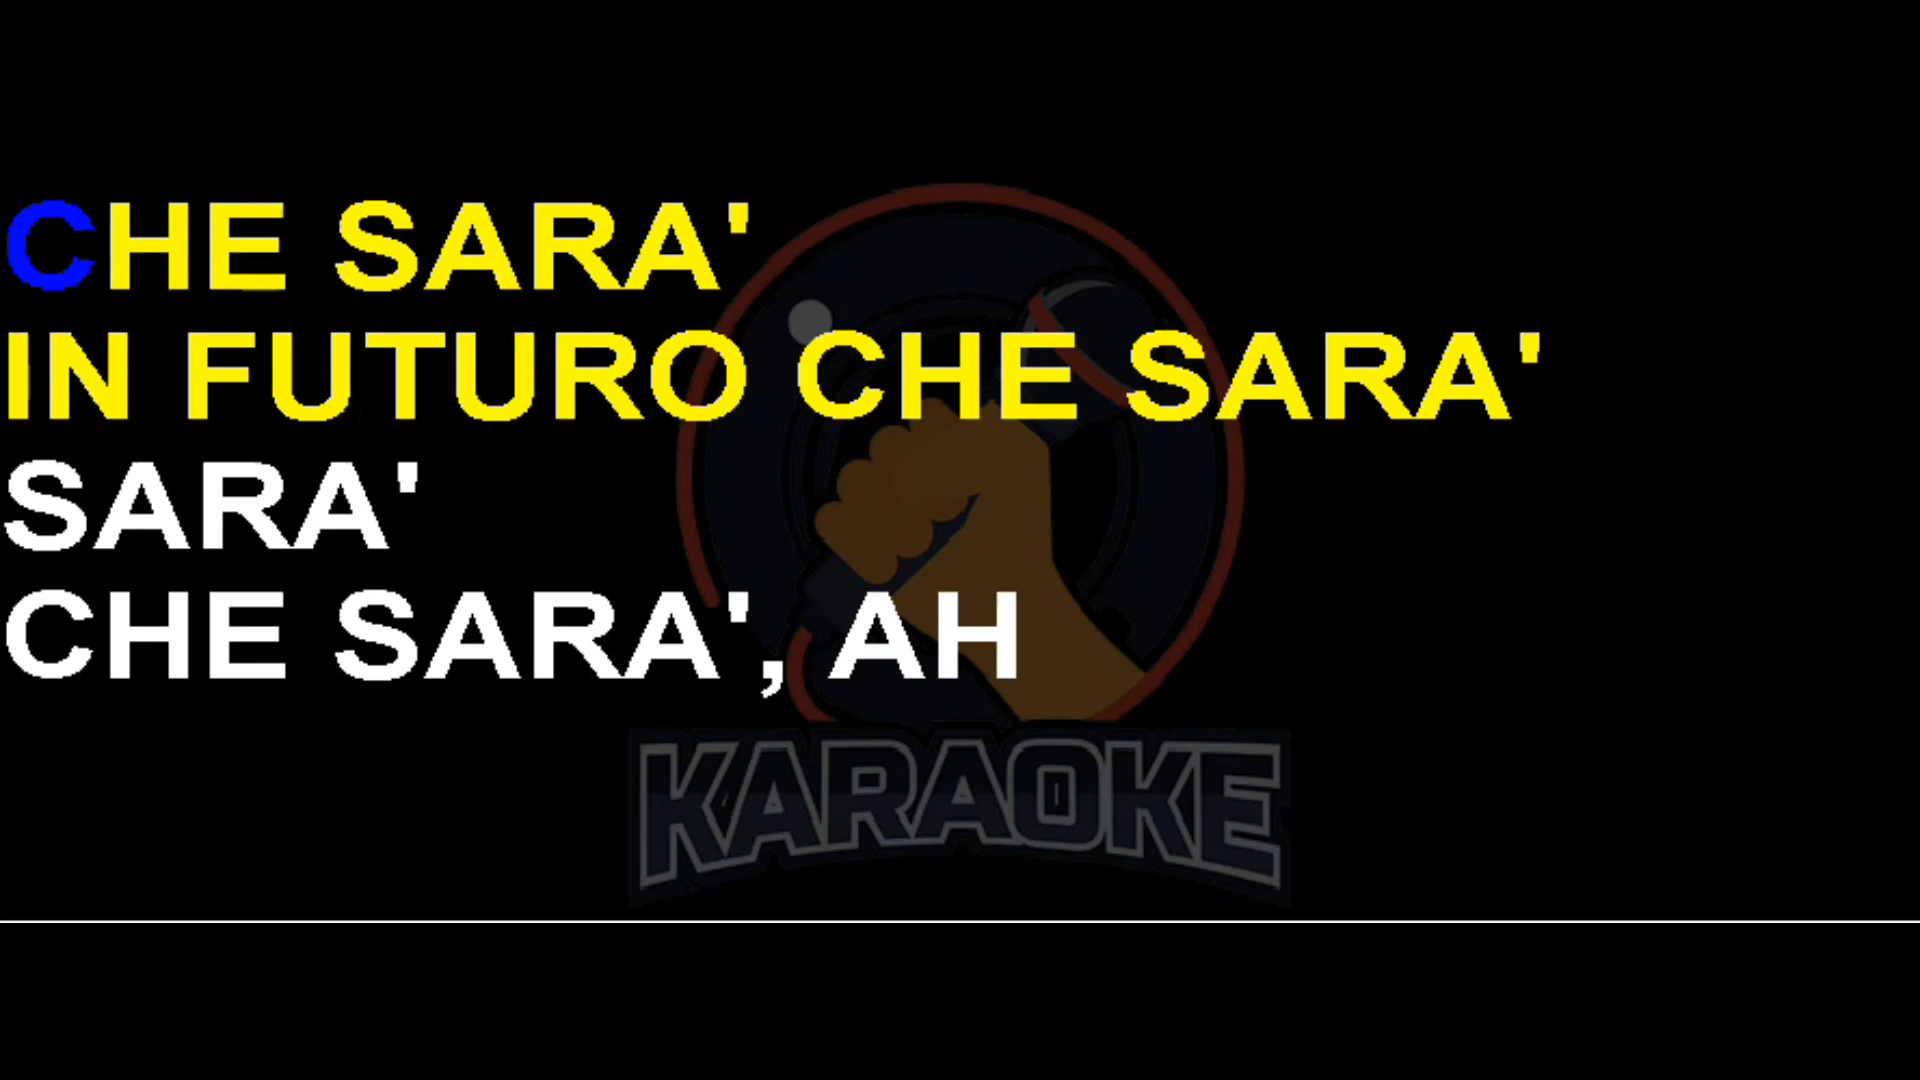 CHE SARA'
IN FUTURO CHE SARA'
SARA'
CHE SARA', AH
KARAOKE